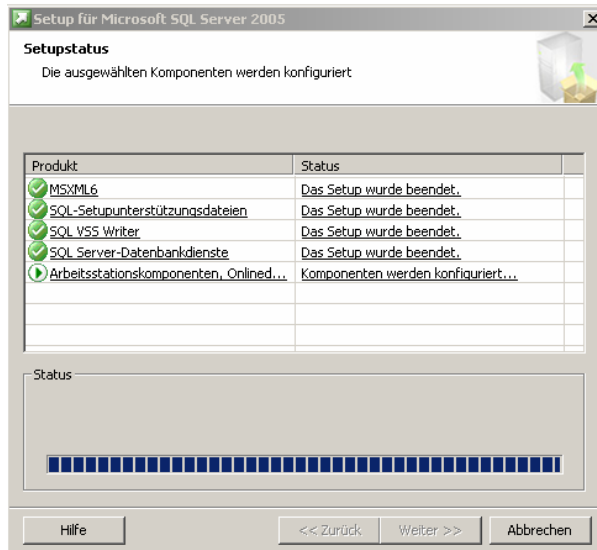 Setup für Microsoft SQL Server 2005
Setupstatus
Die ausgewählten Komponenten werden konfiguriert
Produkt Status
MSXML6 Das Setup wurde beendet.
SQL-Setupunterstützungsdateien Das Setup wurde beendet.
SQL VSS Writer Das Setup wurde beendet.
SQL Server-Datenbankdienste Das Setup wurde beendet.
Arbeitsstationskomponenten, Onlined... Komponenten werden konfiguriert...
Status
Hilfe << Zurück Weiter >> Abbrechen